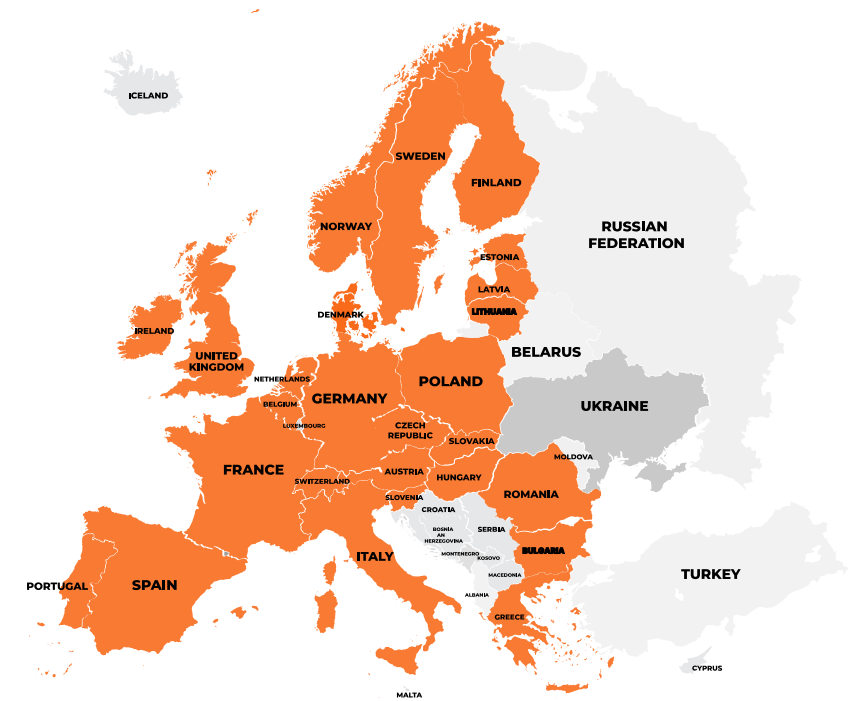 ICELAND
SWEDEN
FINLAND
NORWAY
RUSSIAN
FEDERATION
ESTONIA
LATVIA
LITHUANIA
DENMARK
IRELAND
UNITED
KINGDOM
BELARUS
NETHERLANDS
GERMANY
POLAND
BELGIUM
UKRAINE
LUXEMBOURG
CZECH
REPUBLIC
SLOVAKIA
MOLDOVA
FRANCE
SWITZERLAND
AUSTRIA
HUNGARY
ROMANIA
SLOVENIA
CROATIA
BOSNIA
AN
HERZEGOVINA
SERBIA
ITALY
MONTENEGRO
KOSOVO
BULGARIA
MACEDONIA
TURKEY
PORTUGAL
SPAIN
ALBANIA
GREECE
CYPRUS
MALTA